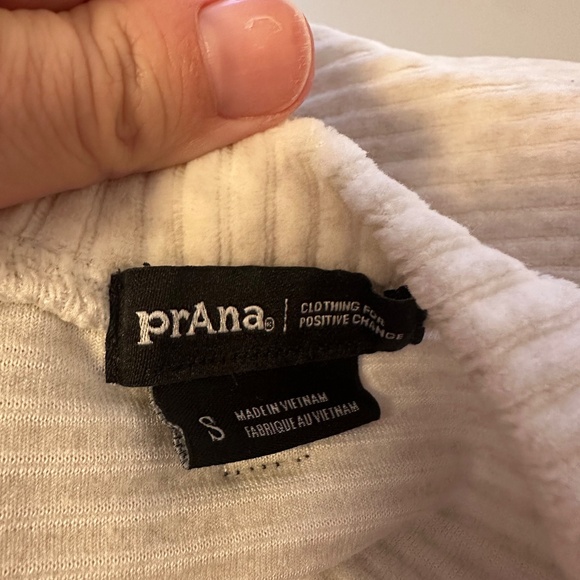 prAna® | CLOTHING FOR
POSITIVE CHANGE
S
MADE IN VIETNAM
FABRIQUE AU VIETNAM